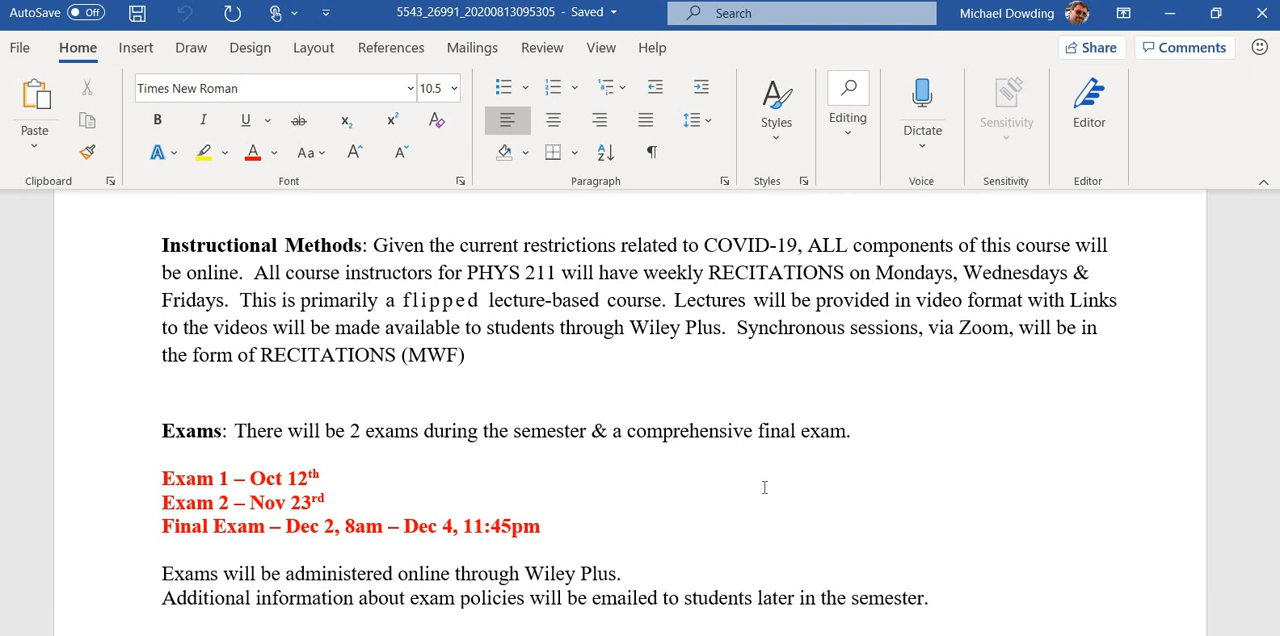 AutoSave Off 5543_26991_20200813095305 - Saved Search Michael Dowding
File Home Insert Draw Design Layout References Mailings Review View Help Share Comments
Times New Roman 10.5
Paste Styles Editing Dictate Sensitivity Editor
B I U ab x2 x2 A
A A Aa A A A Z
Clipboard Font Paragraph Styles Voice Sensitivity Editor
Instructional Methods: Given the current restrictions related to COVID-19, ALL components of this course will
be online. All course instructors for PHYS 211 will have weekly RECITATIONS on Mondays, Wednesdays &
Fridays. This is primarily a flipped lecture-based course. Lectures will be provided in video format with Links
to the videos will be made available to students through Wiley Plus. Synchronous sessions, via Zoom, will be in
the form of RECITATIONS (MWF)
Exams: There will be 2 exams during the semester & a comprehensive final exam.
Exam 1 – Oct 12th
Exam 2 – Nov 23rd
Final Exam – Dec 2, 8am – Dec 4, 11:45pm
Exams will be administered online through Wiley Plus.
Additional information about exam policies will be emailed to students later in the semester.